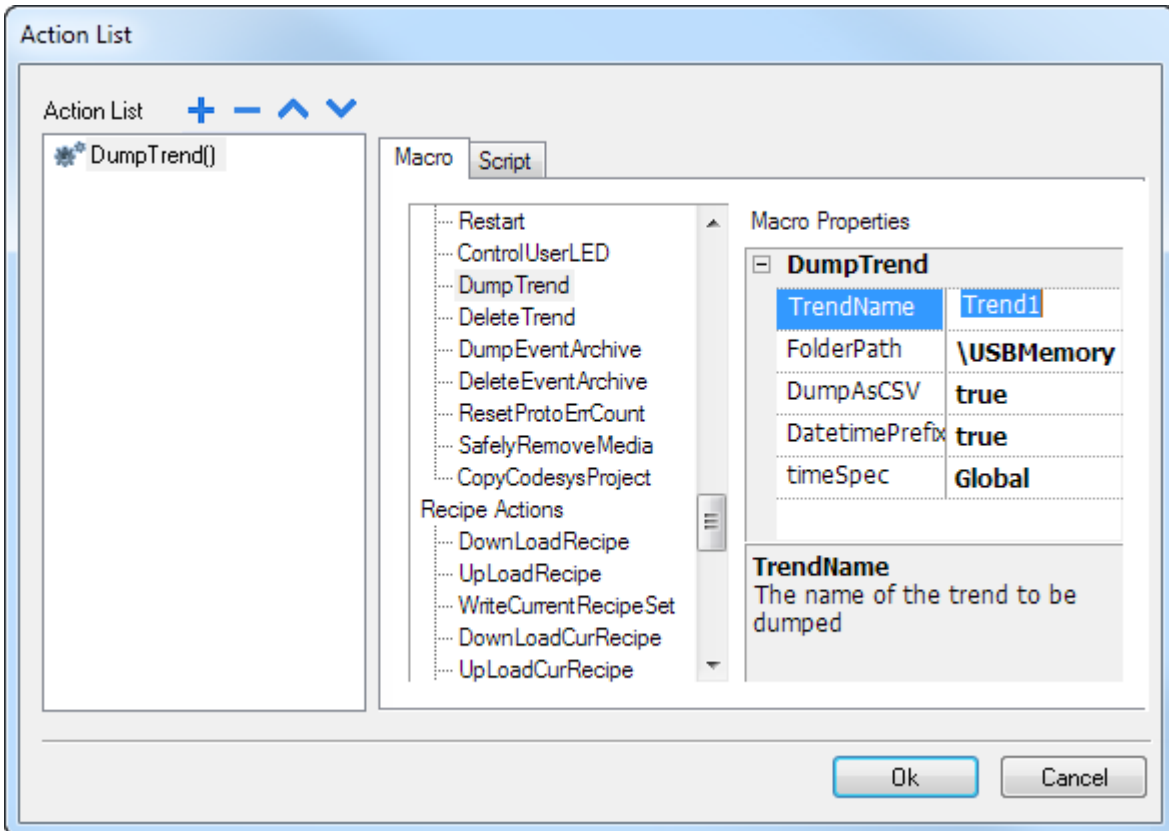 Action List
Action List
DumpTrend()
Macro
Script
Restart
ControlUserLED
DumpTrend
DeleteTrend
DumpEventArchive
DeleteEventArchive
ResetProtoErrCount
SafelyRemoveMedia
CopyCodesysProject
Recipe Actions
DownLoadRecipe
UpLoadRecipe
WriteCurrentRecipeSet
DownLoadCurRecipe
UpLoadCurRecipe
Macro Properties
DumpTrend
TrendName Trend1
FolderPath \USBMemory
DumpAsCSV true
DatetimePrefix true
timeSpec Global
TrendName
The name of the trend to be
dumped
Ok Cancel